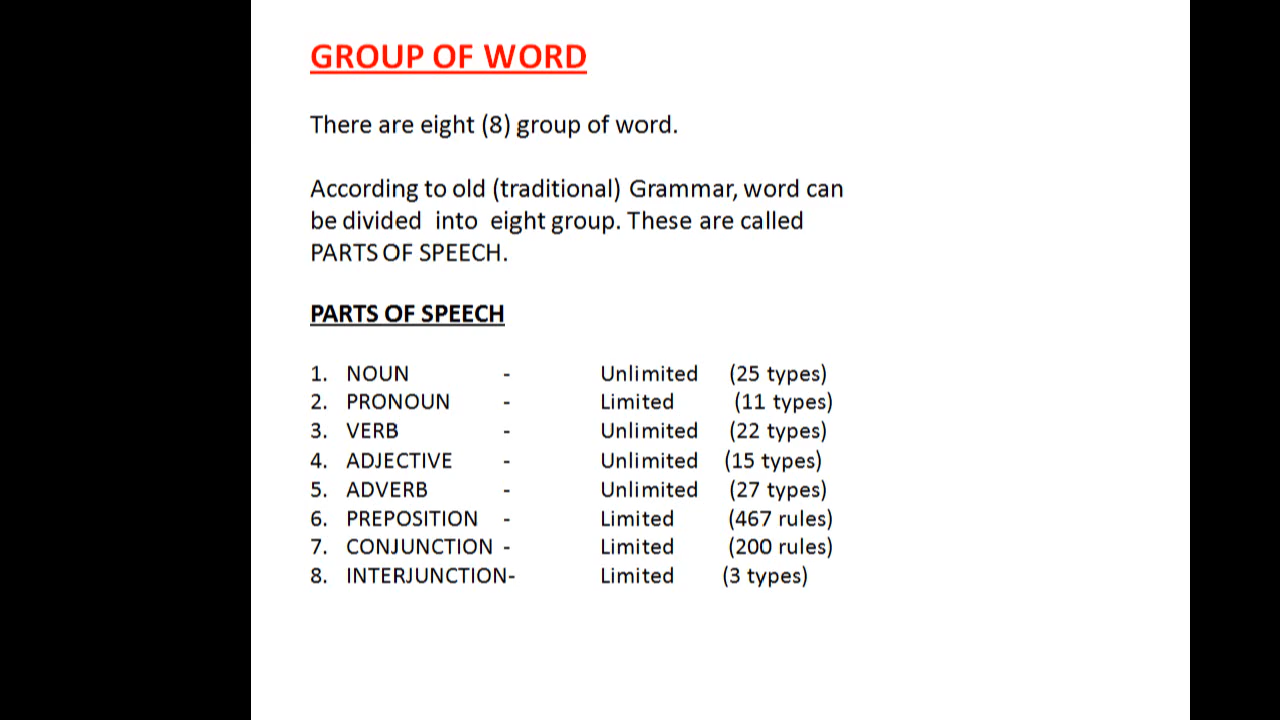 GROUP OF WORD
There are eight (8) group of word.
According to old (traditional) Grammar, word can
be divided into eight group. These are called
PARTS OF SPEECH.
PARTS OF SPEECH
1. NOUN - Unlimited (25 types)
2. PRONOUN - Limited (11 types)
3. VERB - Unlimited (22 types)
4. ADJECTIVE - Unlimited (15 types)
5. ADVERB - Unlimited (27 types)
6. PREPOSITION - Limited (467 rules)
7. CONJUNCTION - Limited (200 rules)
8. INTERJUNCTION- Limited (3 types)